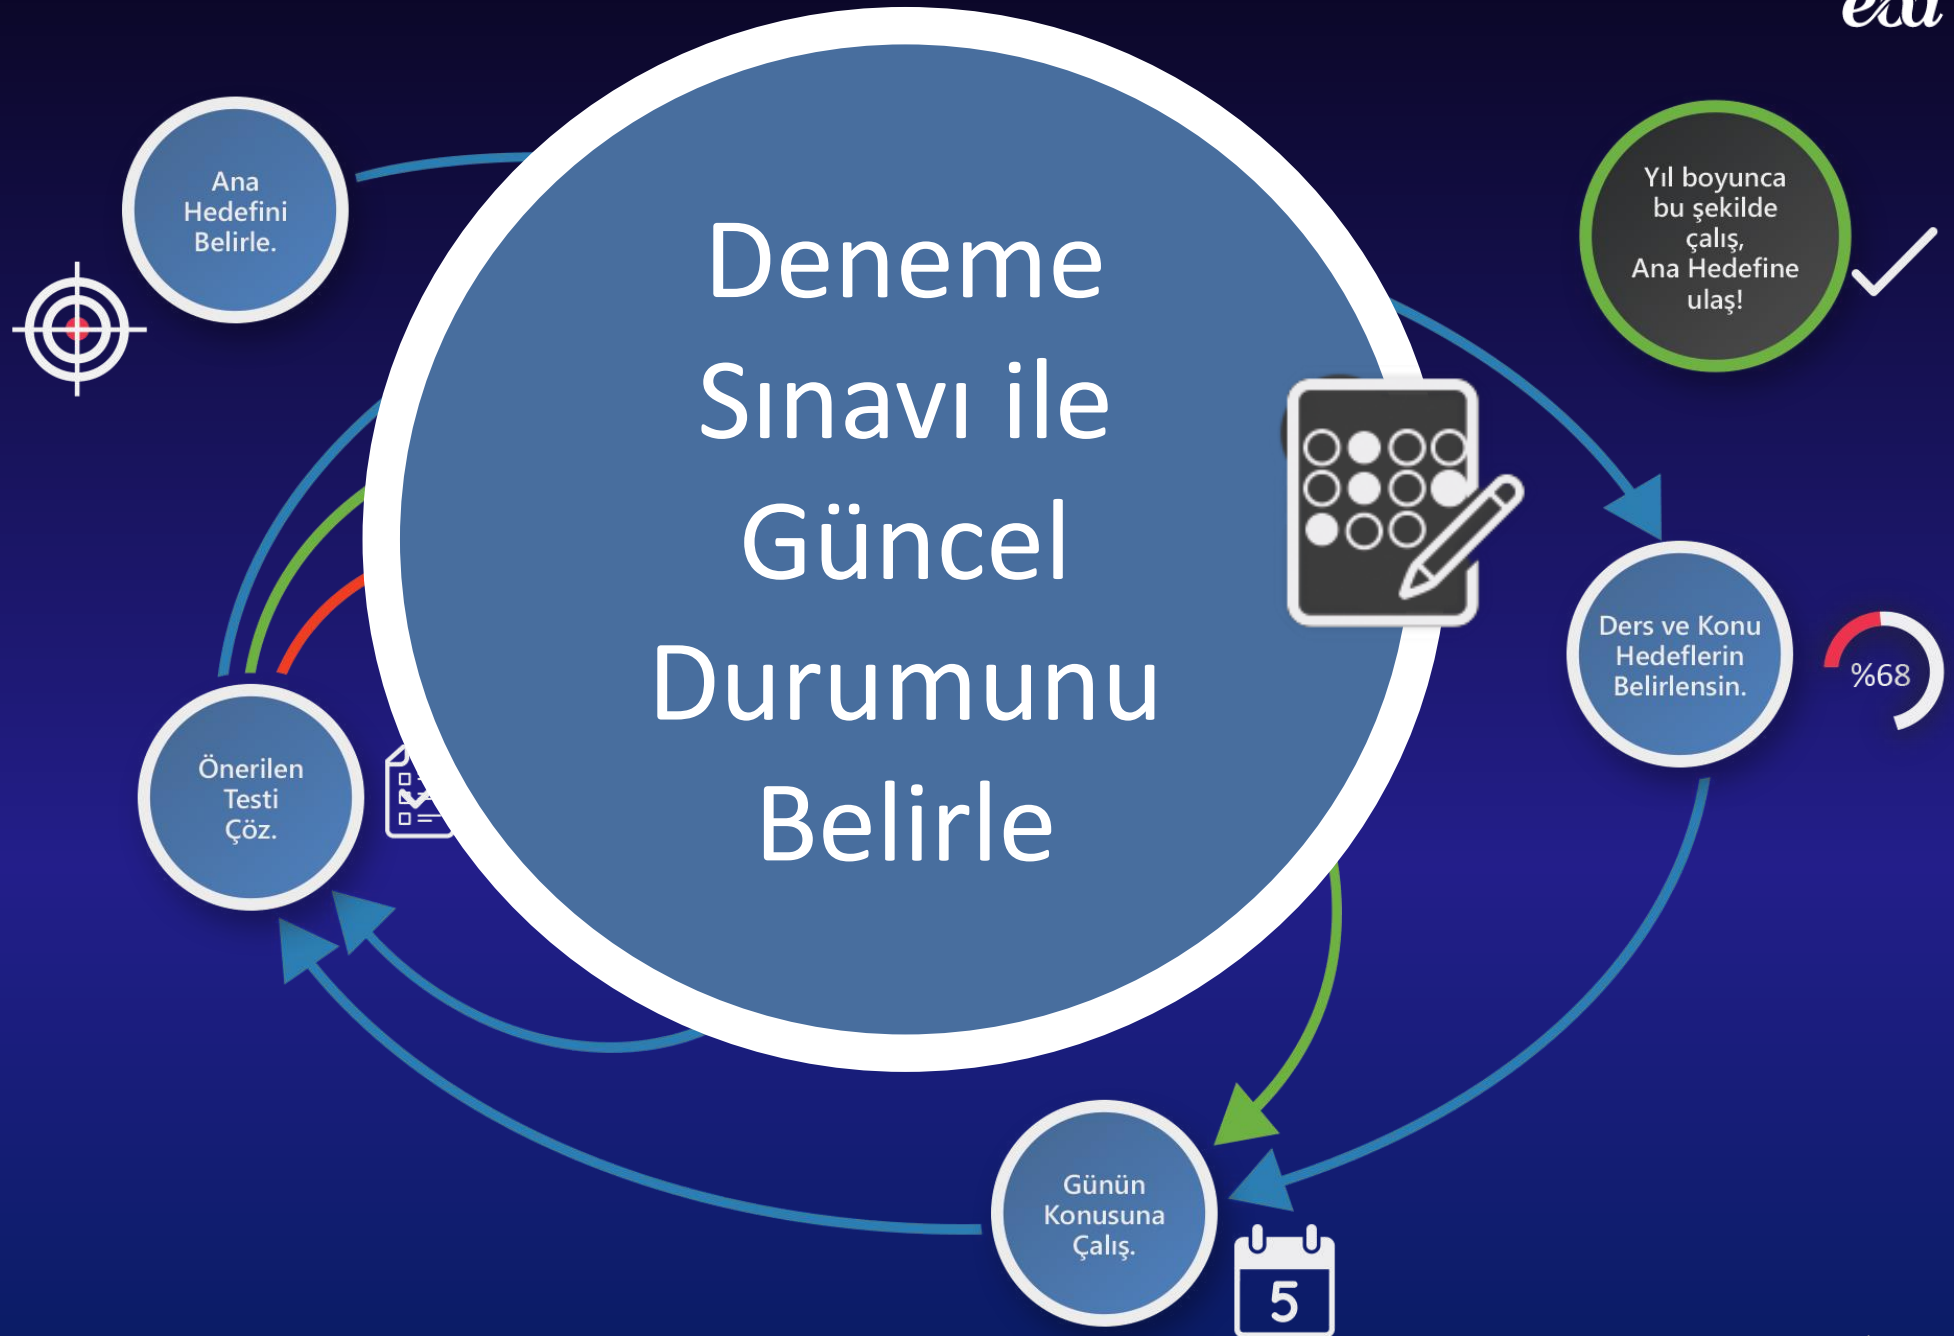 Ana
Hedefini
Belirle.
Deneme
Sınavı ile
Güncel
Durumunu
Belirle
Yıl boyunca
bu şekilde
çalış,
Ana Hedefine
ulaş!
Ders ve Konu
Hedeflerin
Belirlensin.
%68
Önerilen
Testi
Çöz.
Günün
Konusuna
Çalış.
5